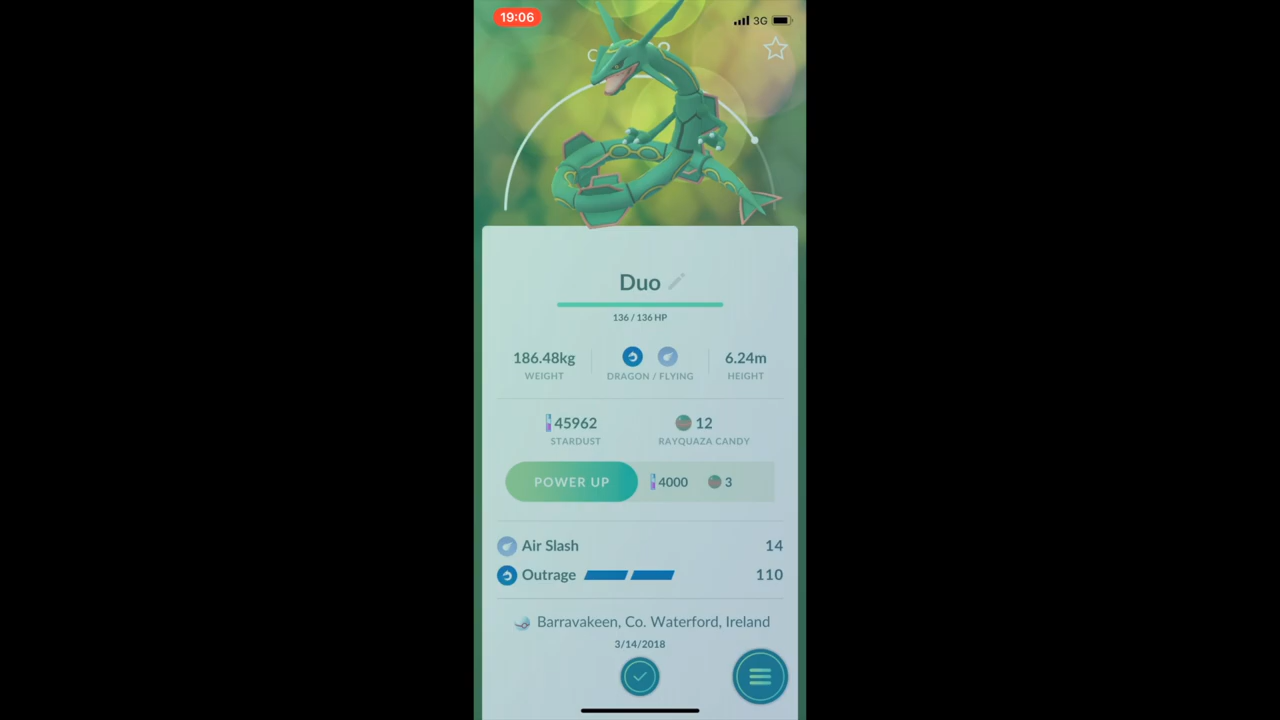 19:06
3G
Duo
136 / 136 HP
186.48kg
WEIGHT
DRAGON / FLYING
6.24m
HEIGHT
45962
STARDUST
12
RAYQUAZA CANDY
POWER UP
4000
3
Air Slash
14
Outrage
110
Barravakeen, Co. Waterford, Ireland
3/14/2018